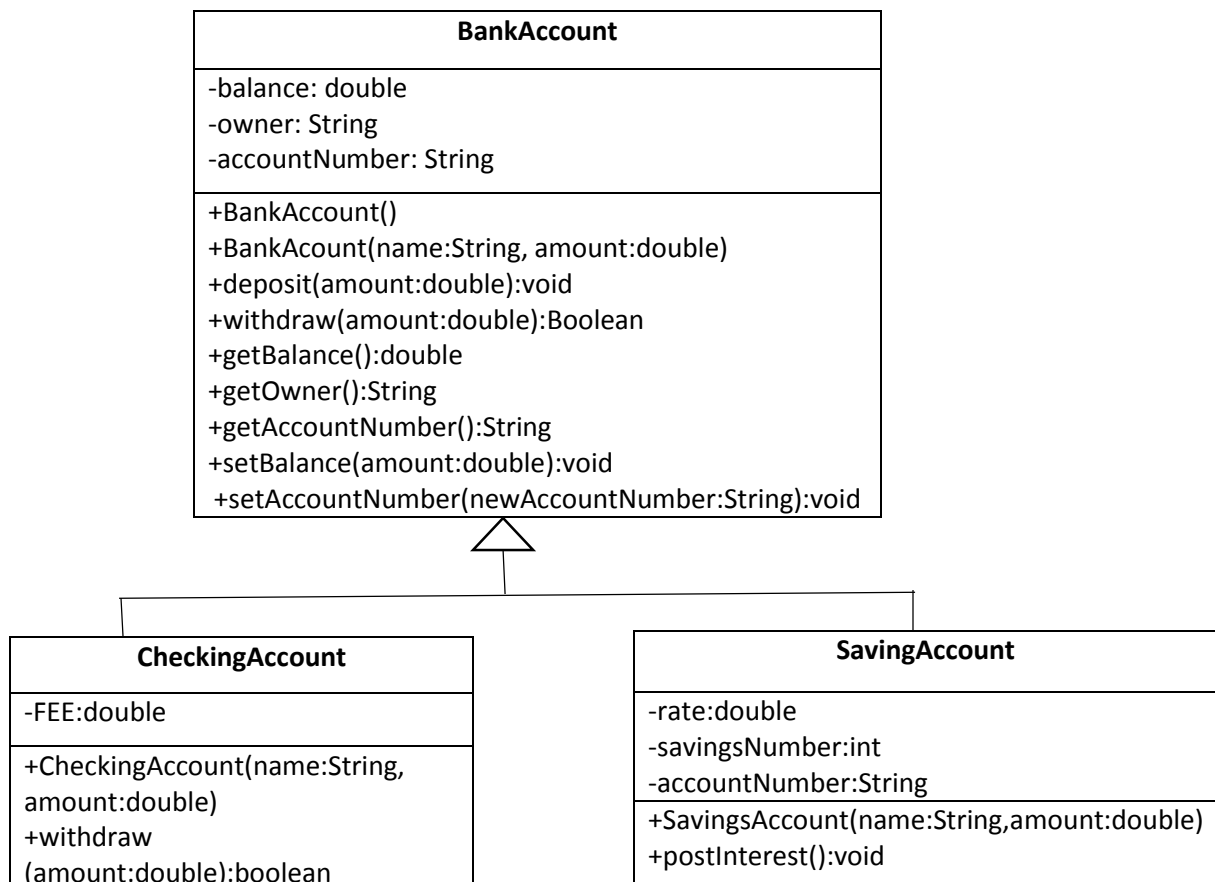 BankAccount
-balance: double
-owner: String
-accountNumber: String
+BankAccount()
+BankAcount(name:String, amount:double)
+deposit(amount:double):void
+withdraw(amount:double):Boolean
+getBalance():double
+getOwner():String
+getAccountNumber():String
+setBalance(amount:double):void
+setAccountNumber(newAccountNumber:String):void
CheckingAccount
-FEE:double
+CheckingAccount(name:String,
amount:double)
+withdraw
(amount:double):boolean
SavingAccount
-rate:double
-savingsNumber:int
-accountNumber:String
+SavingsAccount(name:String,amount:double)
+postInterest():void